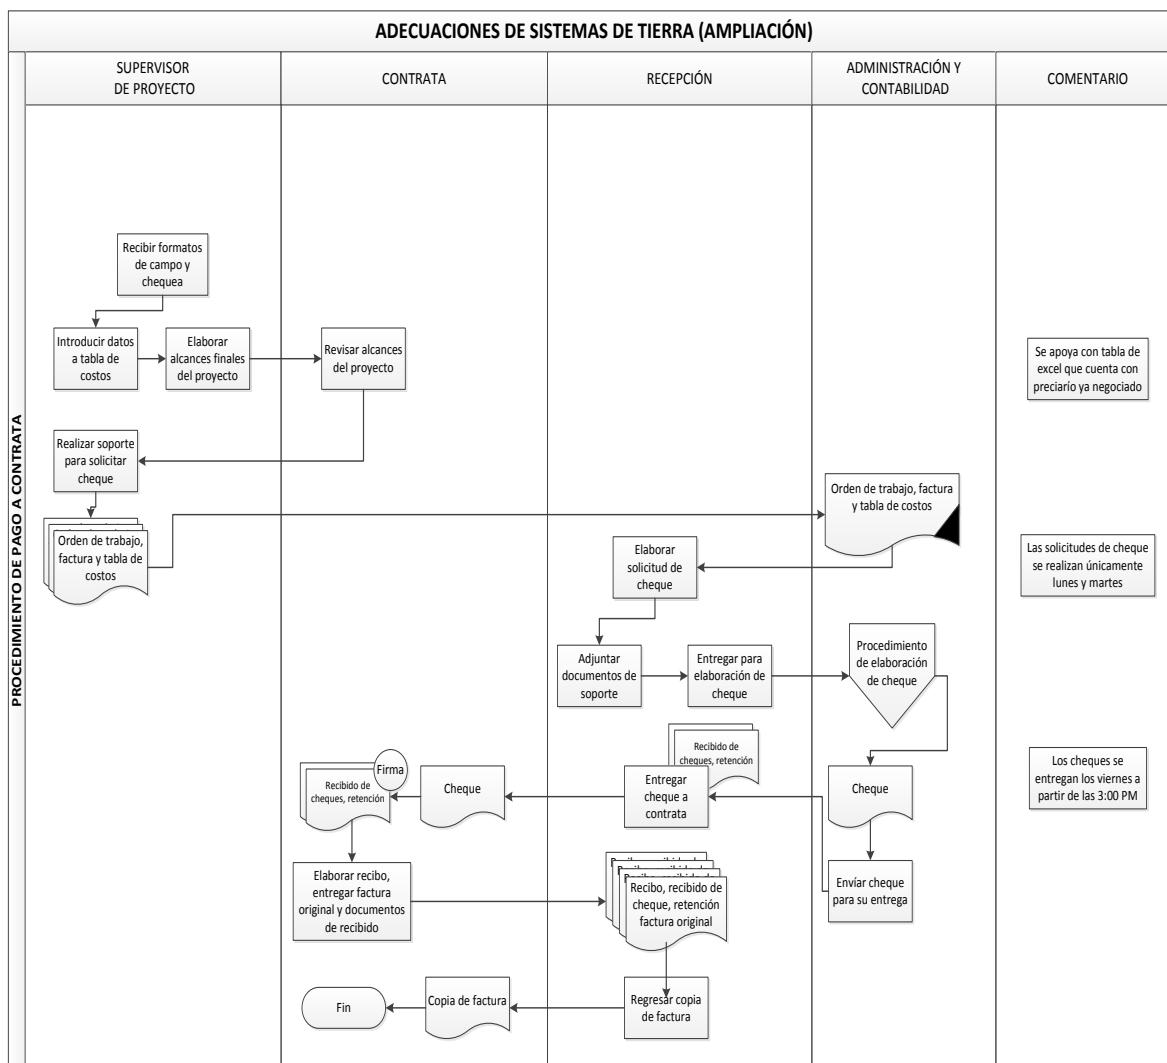 ADECUACIONES DE SISTEMAS DE TIERRA (AMPLIACIÓN)
PROCEDIMIENTO DE PAGO A CONTRATA
SUPERVISOR
DE PROYECTO
CONTRATA
RECEPCIÓN
ADMINISTRACIÓN Y
CONTABILIDAD
COMENTARIO
Recibir formatos
de campo y
chequea
Introducir datos
a tabla de
costos
Elaborar
alcances finales
del proyecto
Revisar alcances
del proyecto
Se apoya con tabla de
excel que cuenta con
preciarío ya negociado
Realizar soporte
para solicitar
cheque
Orden de trabajo,
factura y tabla de
costos
Orden de trabajo, factura
y tabla de costos
Elaborar
solicitud de
cheque
Las solicitudes de cheque
se realizan únicamente
lunes y martes
Adjuntar
documentos de
soporte
Entregar para
elaboración de
cheque
Procedimiento
de elaboración
de cheque
Recibido de
cheques, retención
Firma
Recibido de
cheques, retención
Cheque
Entregar
cheque a
contrata
Cheque
Los cheques se
entregan los viernes a
partir de las 3:00 PM
Envíar cheque
para su entrega
Elaborar recibo,
entregar factura
original y documentos
de recibido
Recibo, recibido de
cheque, retención
factura original
Regresar copia
de factura
Copia de factura
Fin